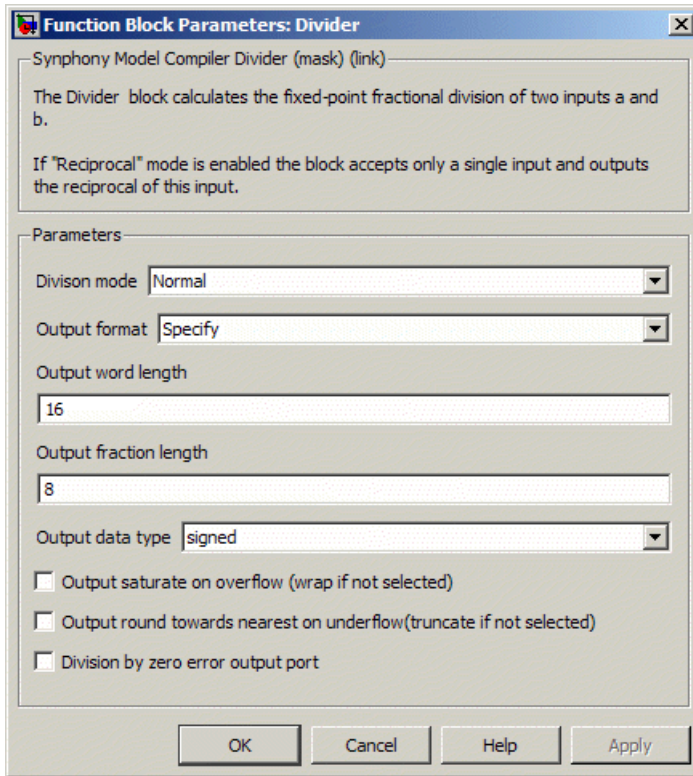 Function Block Parameters: Divider
Synphony Model Compiler Divider (mask) (link)
The Divider block calculates the fixed-point fractional division of two inputs a and
b.
If "Reciprocal" mode is enabled the block accepts only a single input and outputs
the reciprocal of this input.
Parameters
Divison mode Normal
Output format Specify
Output word length
16
Output fraction length
8
Output data type signed
Output saturate on overflow (wrap if not selected)
Output round towards nearest on underflow(truncate if not selected)
Division by zero error output port
OK Cancel Help Apply